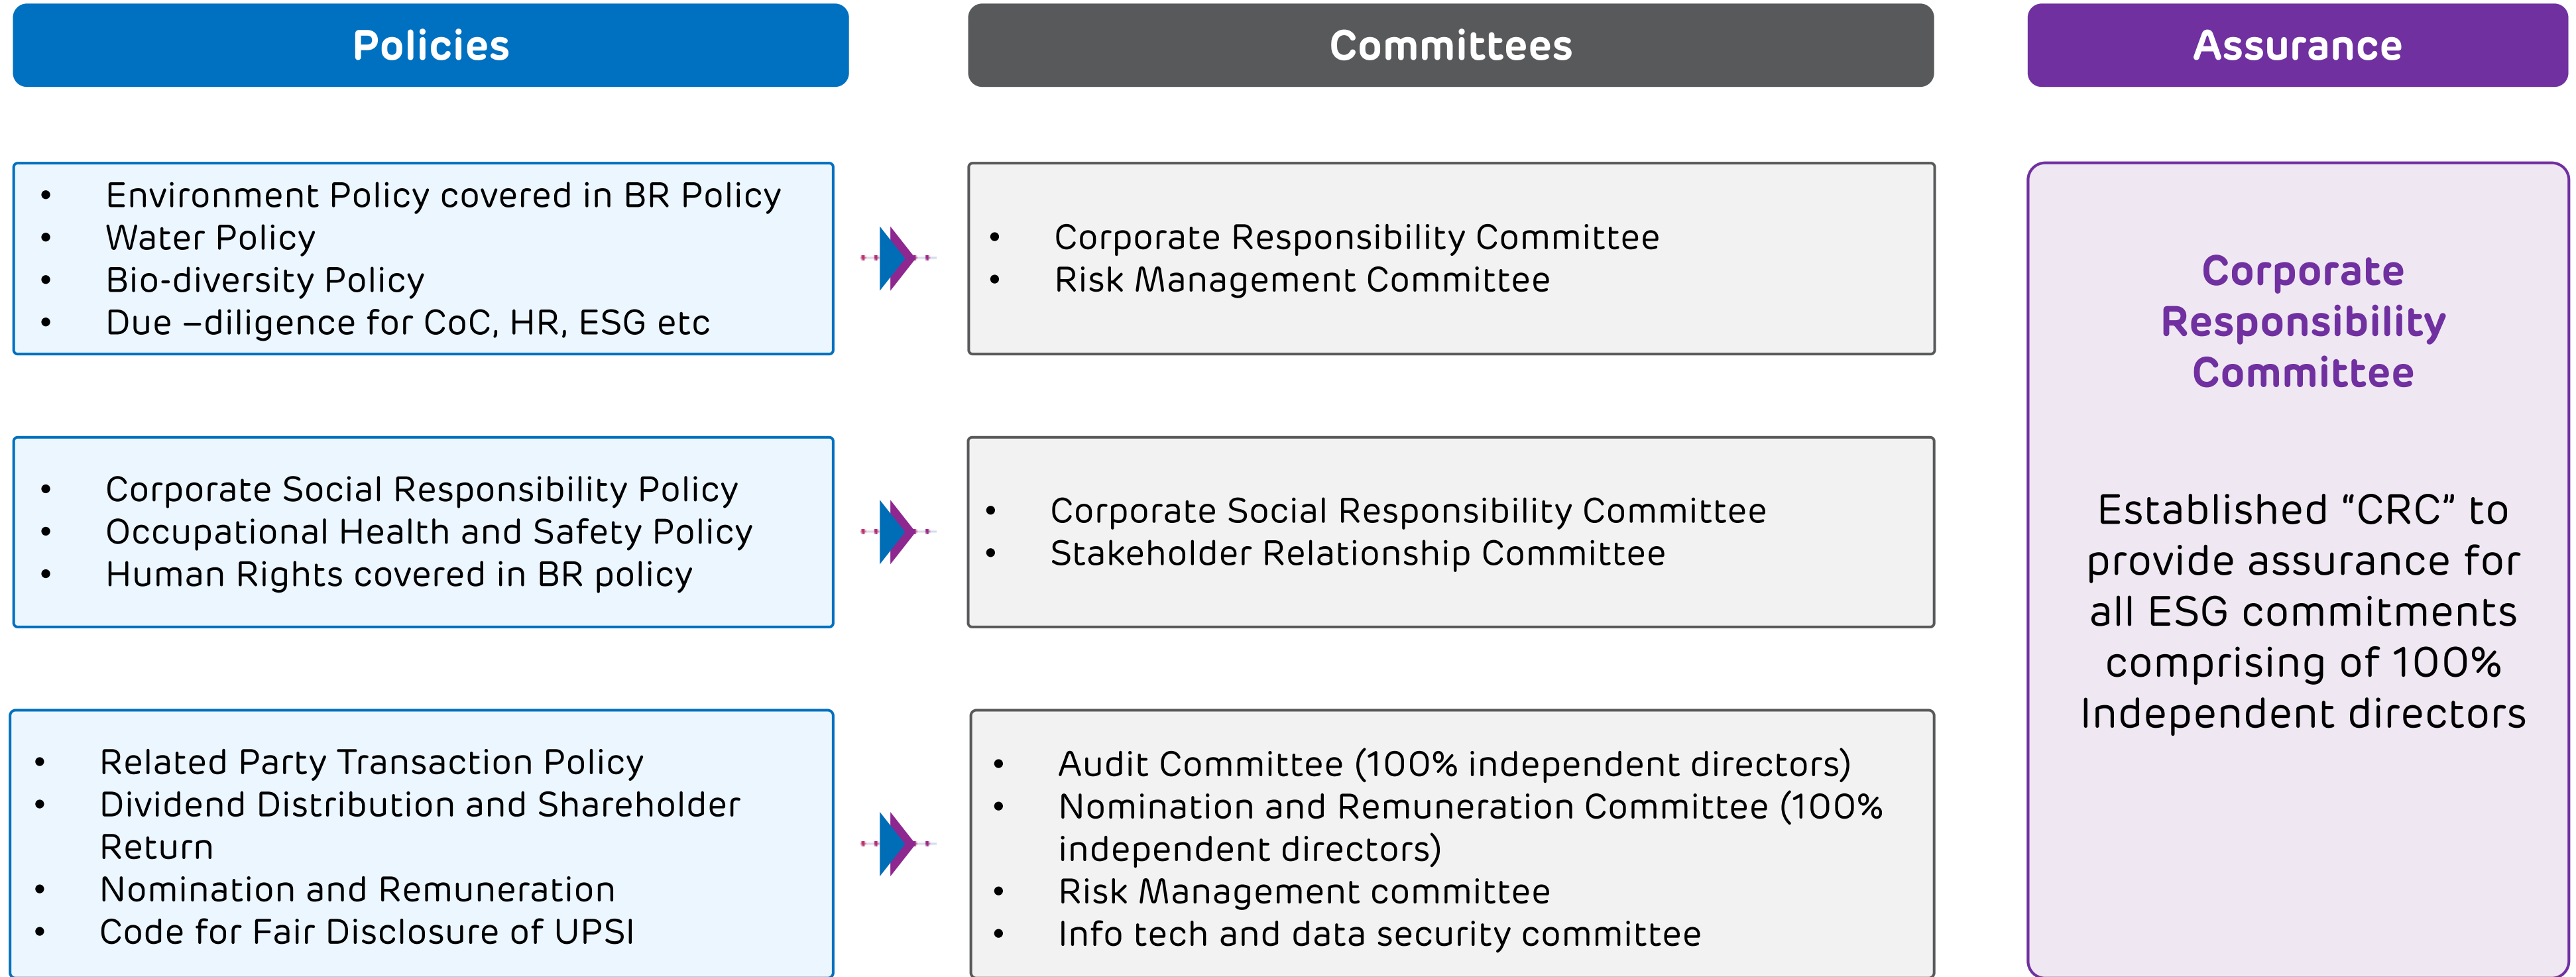 Policies
Committees
Assurance
• Environment Policy covered in BR Policy
• Water Policy
• Bio-diversity Policy
• Due –diligence for CoC, HR, ESG etc
• Corporate Responsibility Committee
• Risk Management Committee
• Corporate Social Responsibility Policy
• Occupational Health and Safety Policy
• Human Rights covered in BR policy
• Corporate Social Responsibility Committee
• Stakeholder Relationship Committee
• Related Party Transaction Policy
• Dividend Distribution and Shareholder
Return
• Nomination and Remuneration
• Code for Fair Disclosure of UPSI
• Audit Committee (100% independent directors)
• Nomination and Remuneration Committee (100%
independent directors)
• Risk Management committee
• Info tech and data security committee
Corporate
Responsibility
Committee
Established “CRC” to
provide assurance for
all ESG commitments
comprising of 100%
Independent directors